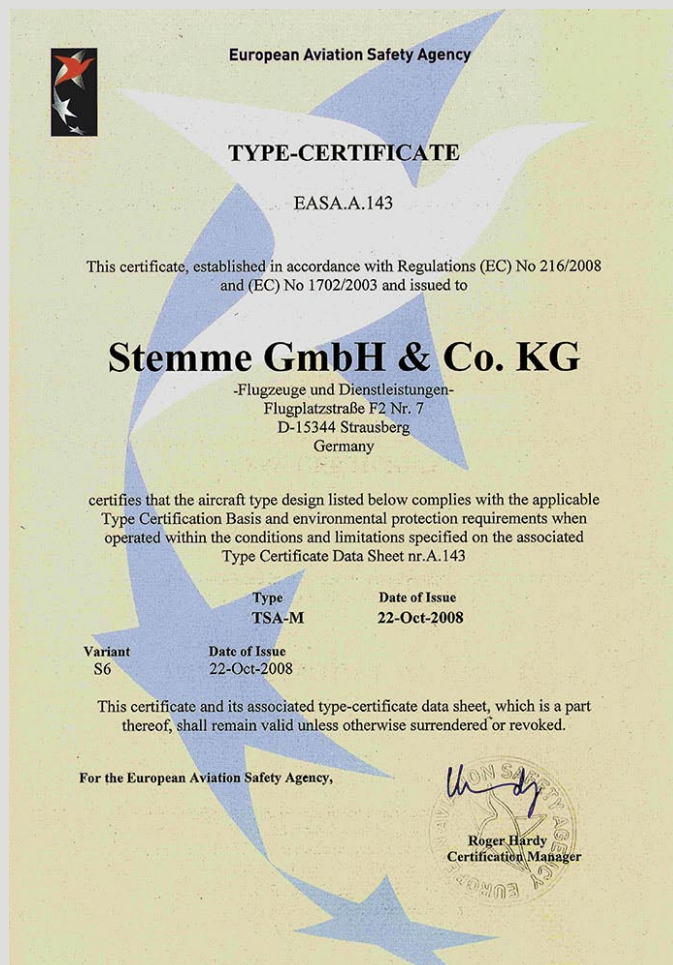 European Aviation Safety Agency
TYPE-CERTIFICATE
EASA.A.143
This certificate, established in accordance with Regulations (EC) No 216/2008
and (EC) No 1702/2003 and issued to
Stemme GmbH & Co. KG
-Flugzeuge und Dienstleistungen-
Flugplatzstraße F2 Nr. 7
D-15344 Strausberg
Germany
certifies that the aircraft type design listed below complies with the applicable
Type Certification Basis and environmental protection requirements when
operated within the conditions and limitations specified on the associated
Type Certificate Data Sheet nr.A.143
Type Date of Issue
TSA-M 22-Oct-2008
Variant Date of Issue
S6 22-Oct-2008
This certificate and its associated type-certificate data sheet, which is a part
thereof, shall remain valid unless otherwise surrendered or revoked.
For the European Aviation Safety Agency,
EUROPEAN AVIATION SAFETY AGENCY
Roger Hardy
Certification Manager